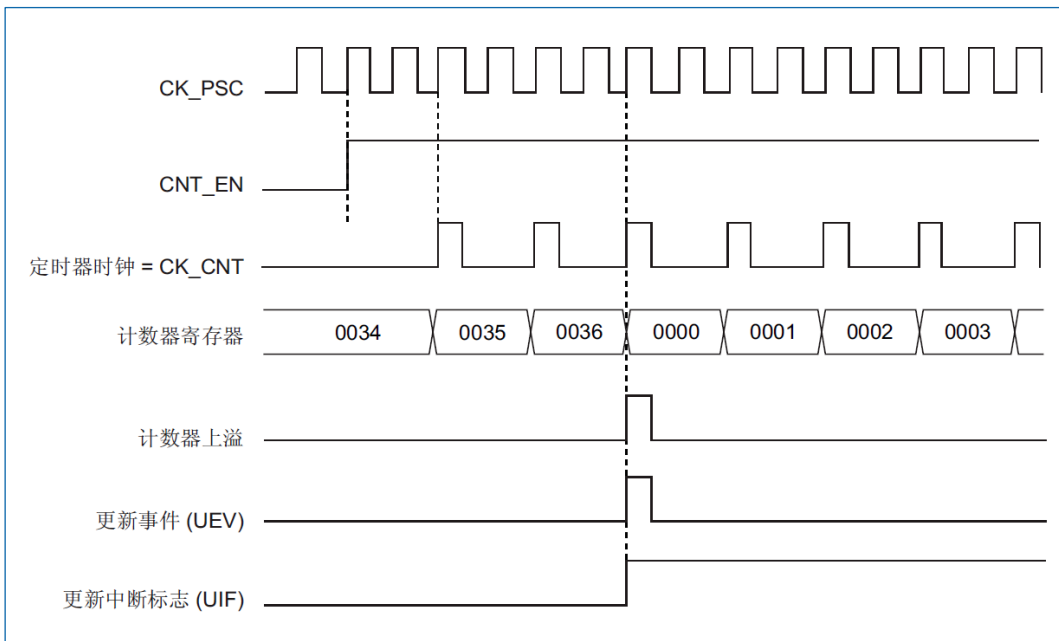 CK_PSC
CNT_EN
定时器时钟 = CK_CNT
计数器寄存器 0034 0035 0036 0000 0001 0002 0003
计数器上溢
更新事件 (UEV)
更新中断标志 (UIF)